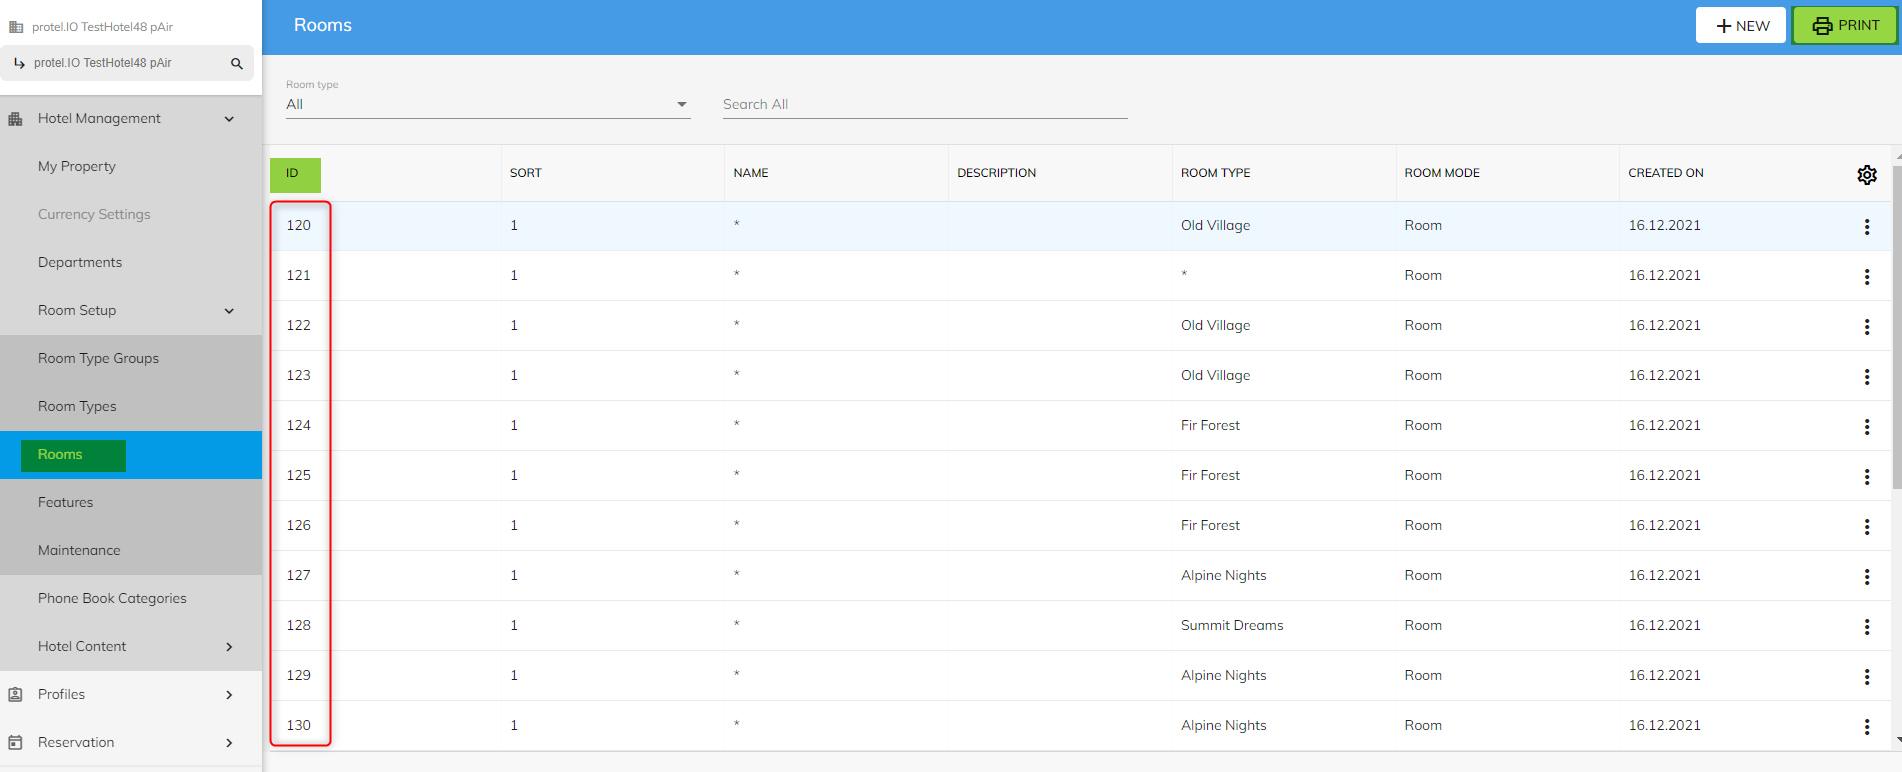 protel.IO TestHotel48 pAir
protel.IO TestHotel48 pAir
Hotel Management
My Property
Currency Settings
Departments
Room Setup
Room Type Groups
Room Types
Rooms
Features
Maintenance
Phone Book Categories
Hotel Content
Profiles
Reservation
Rooms
NEW
PRINT
Room type
All
Search All
ID SORT NAME DESCRIPTION ROOM TYPE ROOM MODE CREATED ON
120 1 * Old Village Room 16.12.2021
121 1 * * Room 16.12.2021
122 1 * Old Village Room 16.12.2021
123 1 * Old Village Room 16.12.2021
124 1 * Fir Forest Room 16.12.2021
125 1 * Fir Forest Room 16.12.2021
126 1 * Fir Forest Room 16.12.2021
127 1 * Alpine Nights Room 16.12.2021
128 1 * Summit Dreams Room 16.12.2021
129 1 * Alpine Nights Room 16.12.2021
130 1 * Alpine Nights Room 16.12.2021